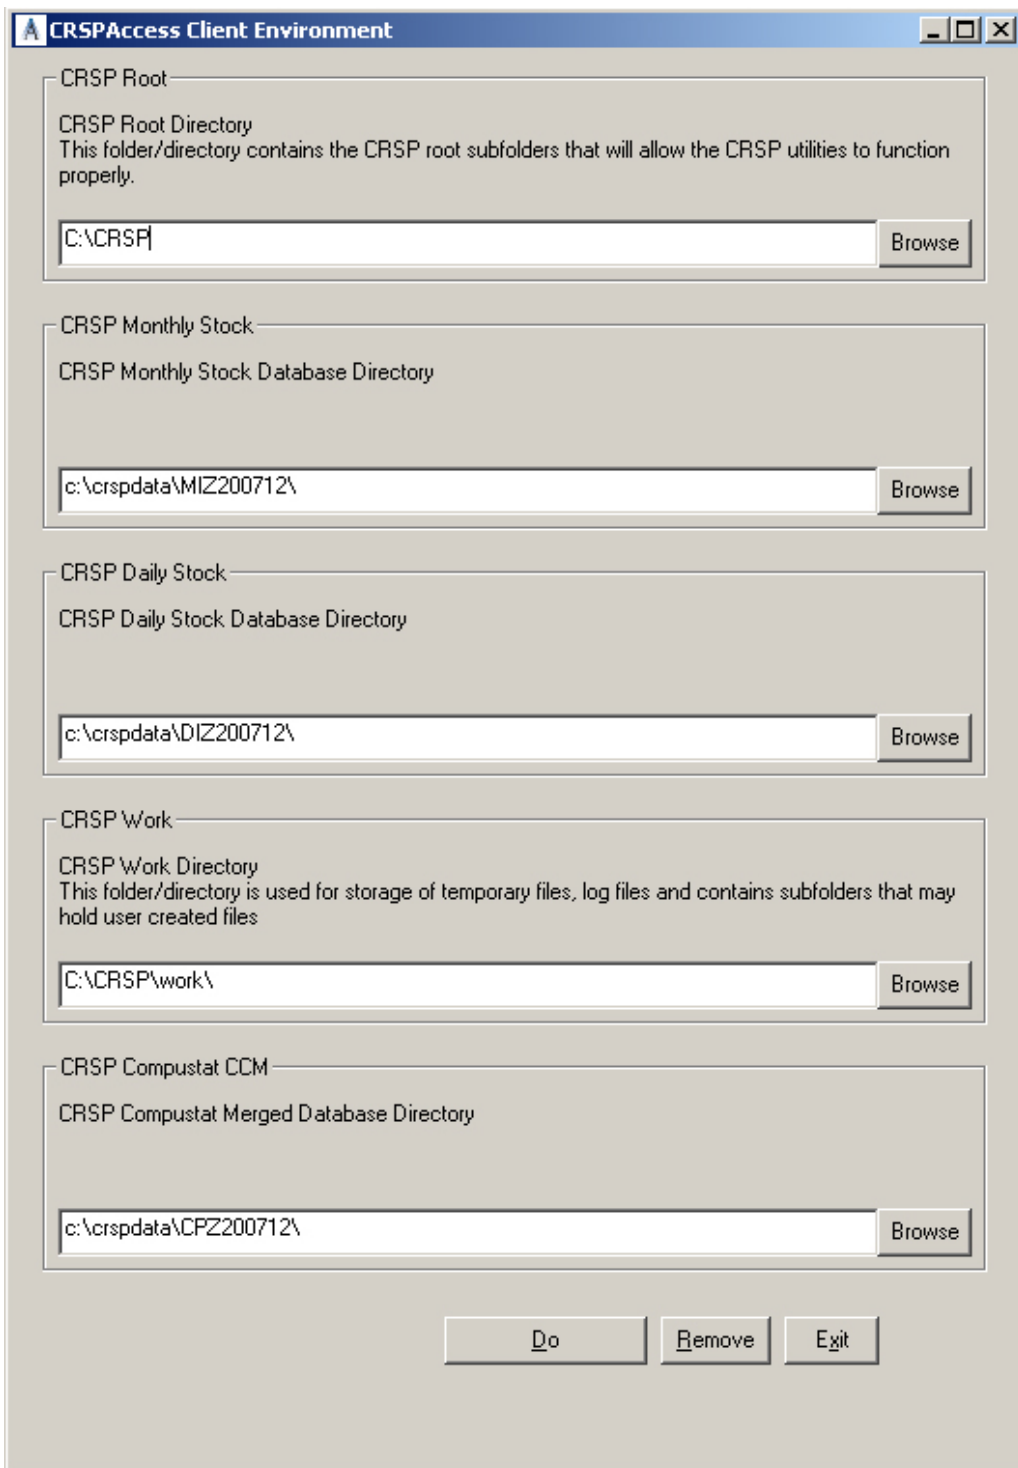 CRSPAccess Client Environment
CRSP Root
CRSP Root Directory
This folder/directory contains the CRSP root subfolders that will allow the CRSP utilities to function
properly.
C:\CRSP
Browse
CRSP Monthly Stock
CRSP Monthly Stock Database Directory
c:\crspdata\MIZ200712\
Browse
CRSP Daily Stock
CRSP Daily Stock Database Directory
c:\crspdata\DIZ200712\
Browse
CRSP Work
CRSP Work Directory
This folder/directory is used for storage of temporary files, log files and contains subfolders that may
hold user created files
C:\CRSP\work\
Browse
CRSP Compustat CCM
CRSP Compustat Merged Database Directory
c:\crspdata\CPZ200712\
Browse
Do Remove Exit